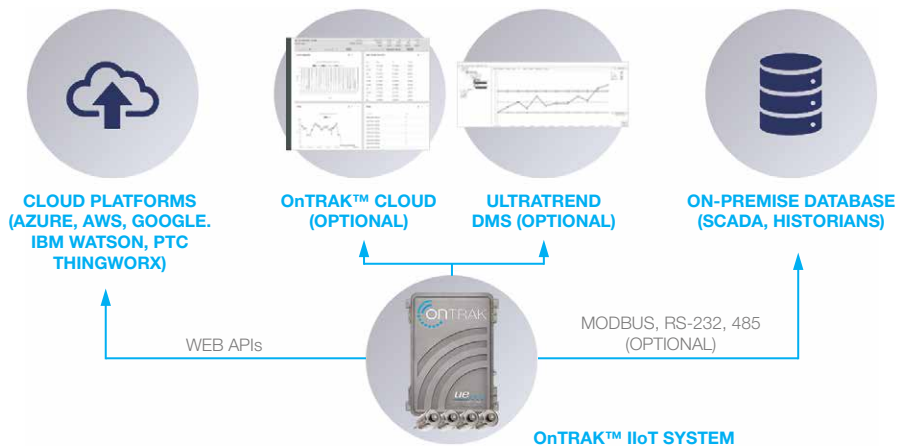 CLOUD PLATFORMS
(AZURE, AWS, GOOGLE.
IBM WATSON, PTC
THINGWORX)
OnTRAK™ CLOUD
(OPTIONAL)
ULTRATREND
DMS (OPTIONAL)
ON-PREMISE DATABASE
(SCADA, HISTORIANS)
WEB APIs
MODBUS, RS-232, 485
(OPTIONAL)
OnTRAK
ue
OnTRAK™ IIoT SYSTEM